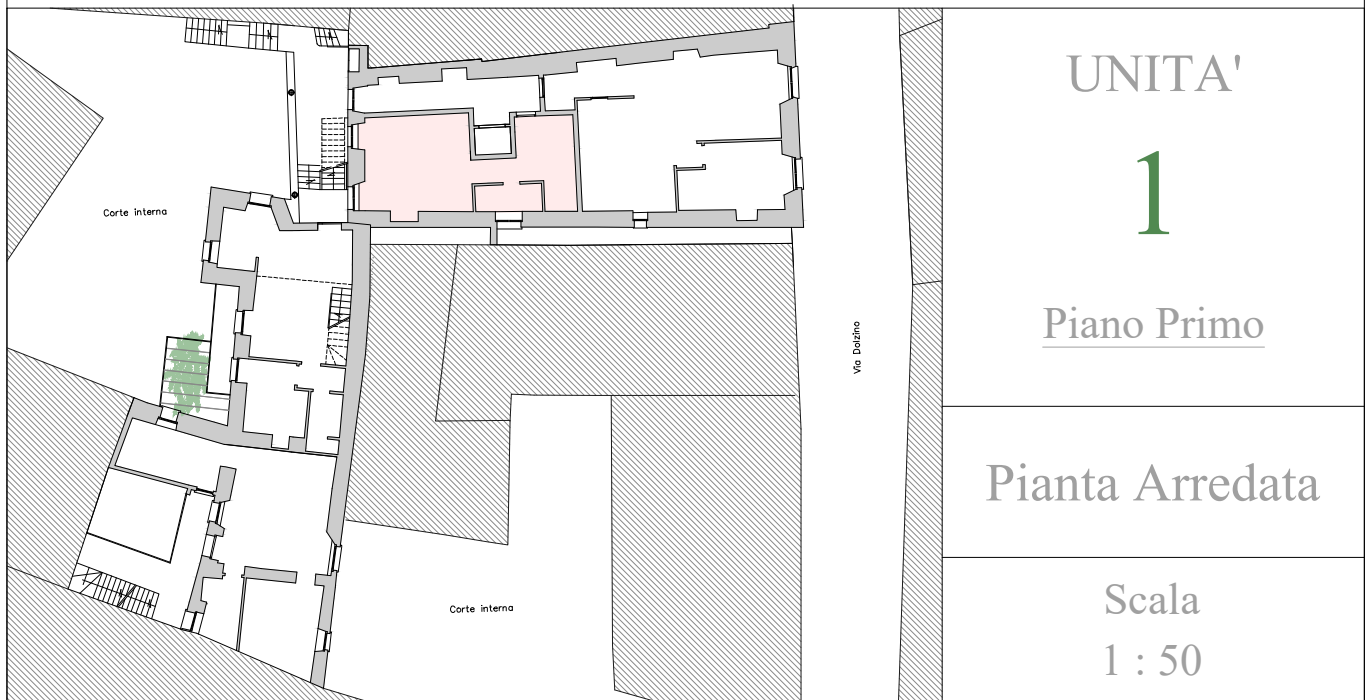 UNITA'
1
Piano Primo
Pianta Arredata
Scala
1 : 50
Corte interna
Via Dolzino
Corte interna